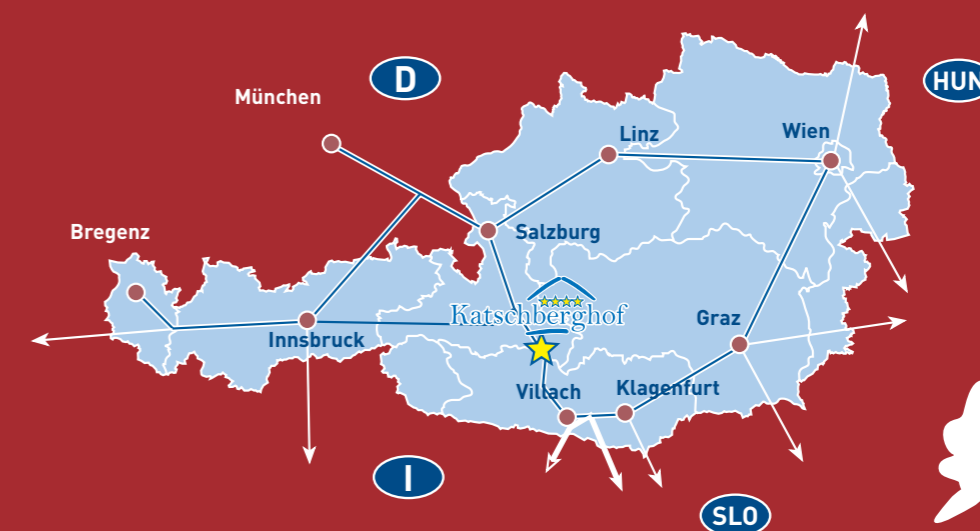 D
HUN
München
Linz
Wien
Bregenz
Salzburg
Katschberghof
Graz
Innsbruck
Villach
Klagenfurt
I
SLO